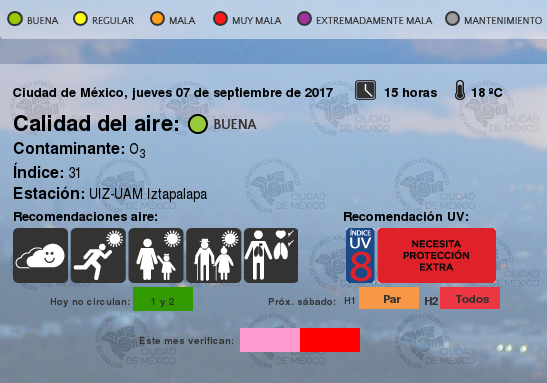 BUENA REGULAR MALA MUY MALA EXTREMADAMENTE MALA MANTENIMIENTO
Ciudad de México, jueves 07 de septiembre de 2017 15 horas 18 ºC
Calidad del aire: BUENA
Contaminante: O3
Índice: 31
Estación: UIZ-UAM Iztapalapa
Recomendaciones aire: Recomendación UV:
ÍNDICE
UV
8
NECESITA
PROTECCIÓN
EXTRA
Hoy no circulan: 1 y 2 Próx. sábado: H1 Par H2 Todos
Este mes verifican:
CIUDAD
DE MÉXICO